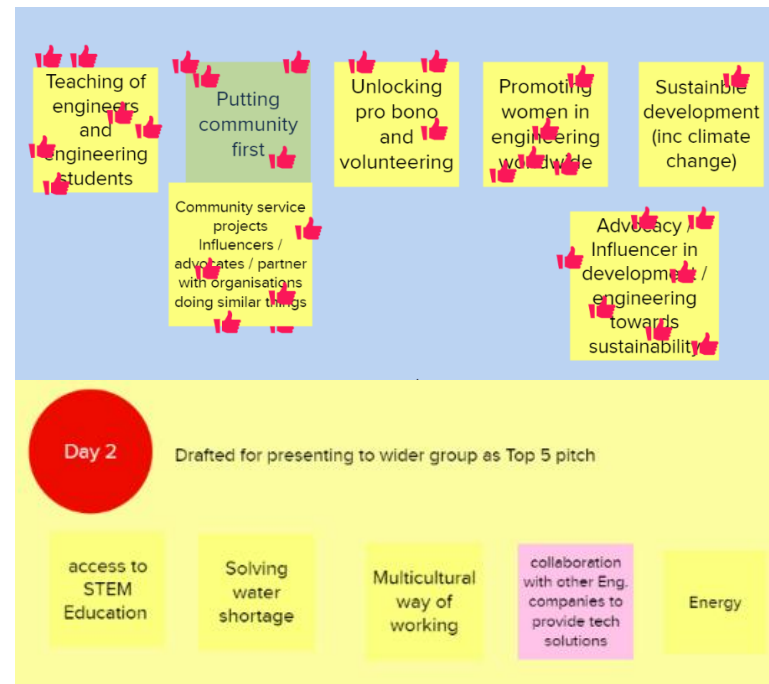 Teaching of
engineers
and
engineering
students
Putting
community
first
Unlocking
pro bono
and
volunteering
Promoting
women in
engineering
worldwide
Sustainble
development
(inc climate
change)
Community service
projects
Influencers /
advocates / partner
with organisations
doing similar things
Advocacy /
Influencer in
development /
engineering
towards
sustainability
Day 2
Drafted for presenting to wider group as Top 5 pitch
access to
STEM
Education
Solving
water
shortage
Multicultural
way of
working
collaboration
with other Eng.
companies to
provide tech
solutions
Energy